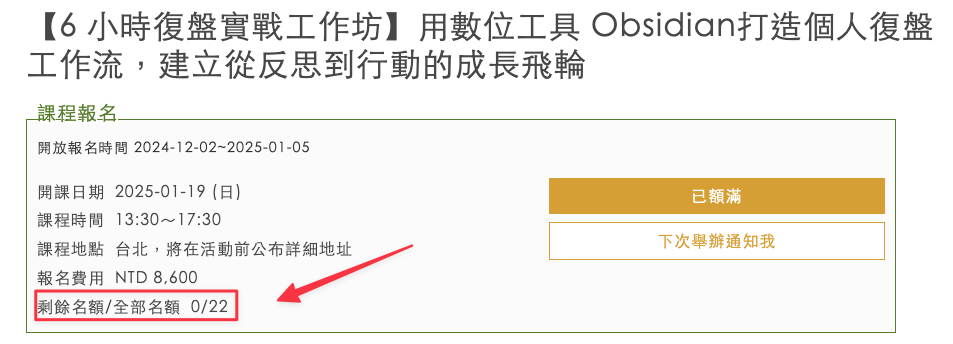 【6 小時復盤實戰工作坊】用數位工具 Obsidian打造個人復盤
工作流，建立從反思到行動的成長飛輪
課程報名
開放報名時間 2024-12-02~2025-01-05
開課日期 2025-01-19 (日)
課程時間 13:30～17:30
課程地點 台北，將在活動前公布詳細地址
報名費用 NTD 8,600
剩餘名額/全部名額 0/22
已額滿
下次舉辦通知我